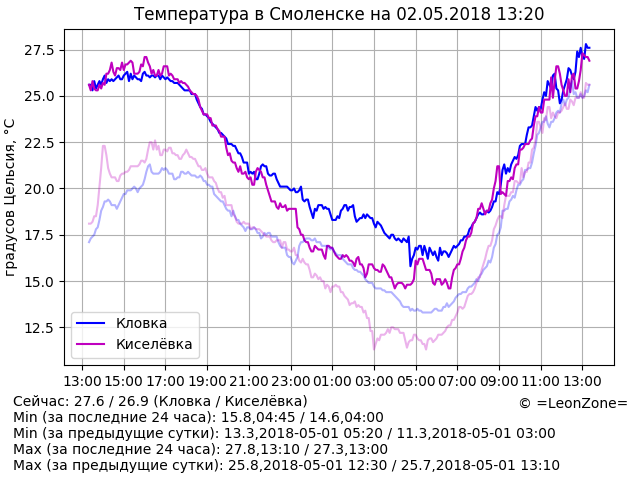 Температура в Смоленске на 02.05.2018 13:20
градусов Цельсия, °C
27.5
25.0
22.5
20.0
17.5
15.0
12.5
Кловка
Киселёвка
13:00 15:00 17:00 19:00 21:00 23:00 01:00 03:00 05:00 07:00 09:00 11:00 13:00
Сейчас: 27.6 / 26.9 (Кловка / Киселёвка)
© =LeonZone=
Min (за последние 24 часа): 15.8,04:45 / 14.6,04:00
Min (за предыдущие сутки): 13.3,2018-05-01 05:20 / 11.3,2018-05-01 03:00
Max (за последние 24 часа): 27.8,13:10 / 27.3,13:00
Max (за предыдущие сутки): 25.8,2018-05-01 12:30 / 25.7,2018-05-01 13:10